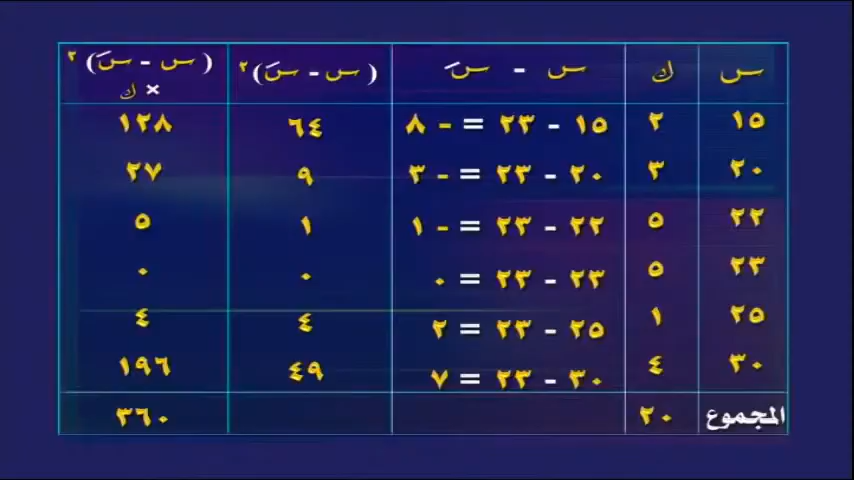 س ك س - سَ (س - سَ)٢ (س - سَ)٢ × ك
١٥ ٢ ١٥ - ٢٣ = - ٨ ٦٤ ١٢٨
٢٠ ٣ ٢٠ - ٢٣ = - ٣ ٩ ٢٧
٢٢ ٥ ٢٢ - ٢٣ = - ١ ١ ٥
٢٣ ٥ ٢٣ - ٢٣ = ٠ ٠ ٠
٢٥ ١ ٢٥ - ٢٣ = ٢ ٤ ٤
٣٠ ٤ ٣٠ - ٢٣ = ٧ ٤٩ ١٩٦
المجموع ٢٠ ٣٦٠